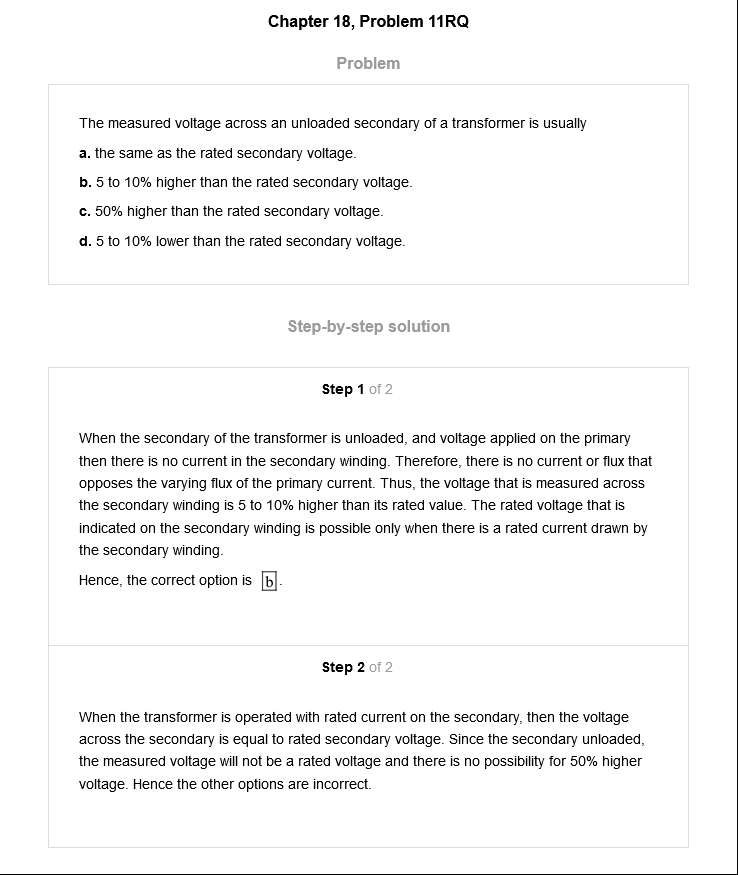 Chapter 18, Problem 11RQ
Problem
The measured voltage across an unloaded secondary of a transformer is usually
a. the same as the rated secondary voltage.
b. 5 to 10% higher than the rated secondary voltage.
c. 50% higher than the rated secondary voltage.
d. 5 to 10% lower than the rated secondary voltage.
Step-by-step solution
Step 1 of 2
When the secondary of the transformer is unloaded, and voltage applied on the primary
then there is no current in the secondary winding. Therefore, there is no current or flux that
opposes the varying flux of the primary current. Thus, the voltage that is measured across
the secondary winding is 5 to 10% higher than its rated value. The rated voltage that is
indicated on the secondary winding is possible only when there is a rated current drawn by
the secondary winding.
Hence, the correct option is b.
Step 2 of 2
When the transformer is operated with rated current on the secondary, then the voltage
across the secondary is equal to rated secondary voltage. Since the secondary unloaded,
the measured voltage will not be a rated voltage and there is no possibility for 50% higher
voltage. Hence the other options are incorrect.